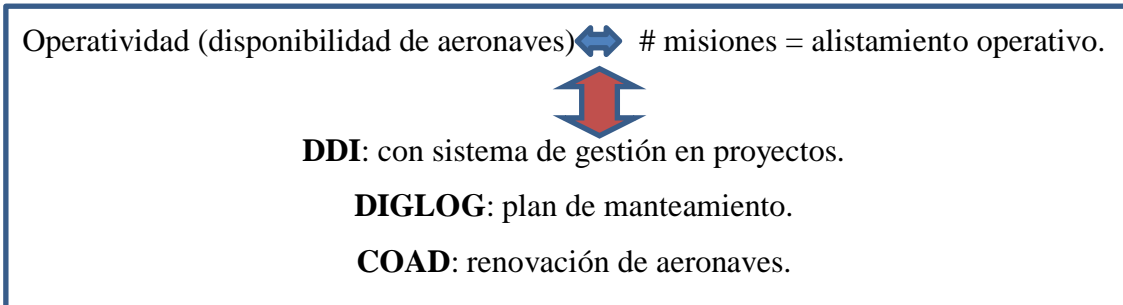 Operatividad (disponibilidad de aeronaves) # misiones = alistamiento operativo.
DDI: con sistema de gestión en proyectos.
DIGLOG: plan de manteamiento.
COAD: renovación de aeronaves.